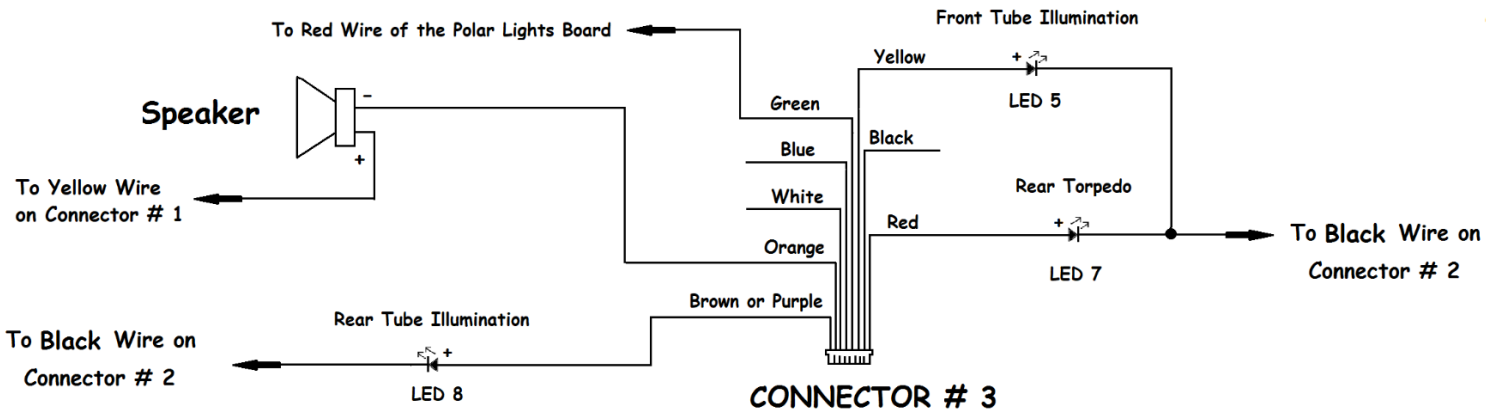 Front Tube Illumination
To Red Wire of the Polar Lights Board
Yellow
+
LED 5
Speaker
-
Green
Black
Blue
+
To Yellow Wire
on Connector # 1
White
Rear Torpedo
Red
+
Orange
To Black Wire on
Connector # 2
LED 7
Brown or Purple
Rear Tube Illumination
To Black Wire on
Connector # 2
+
LED 8
CONNECTOR # 3